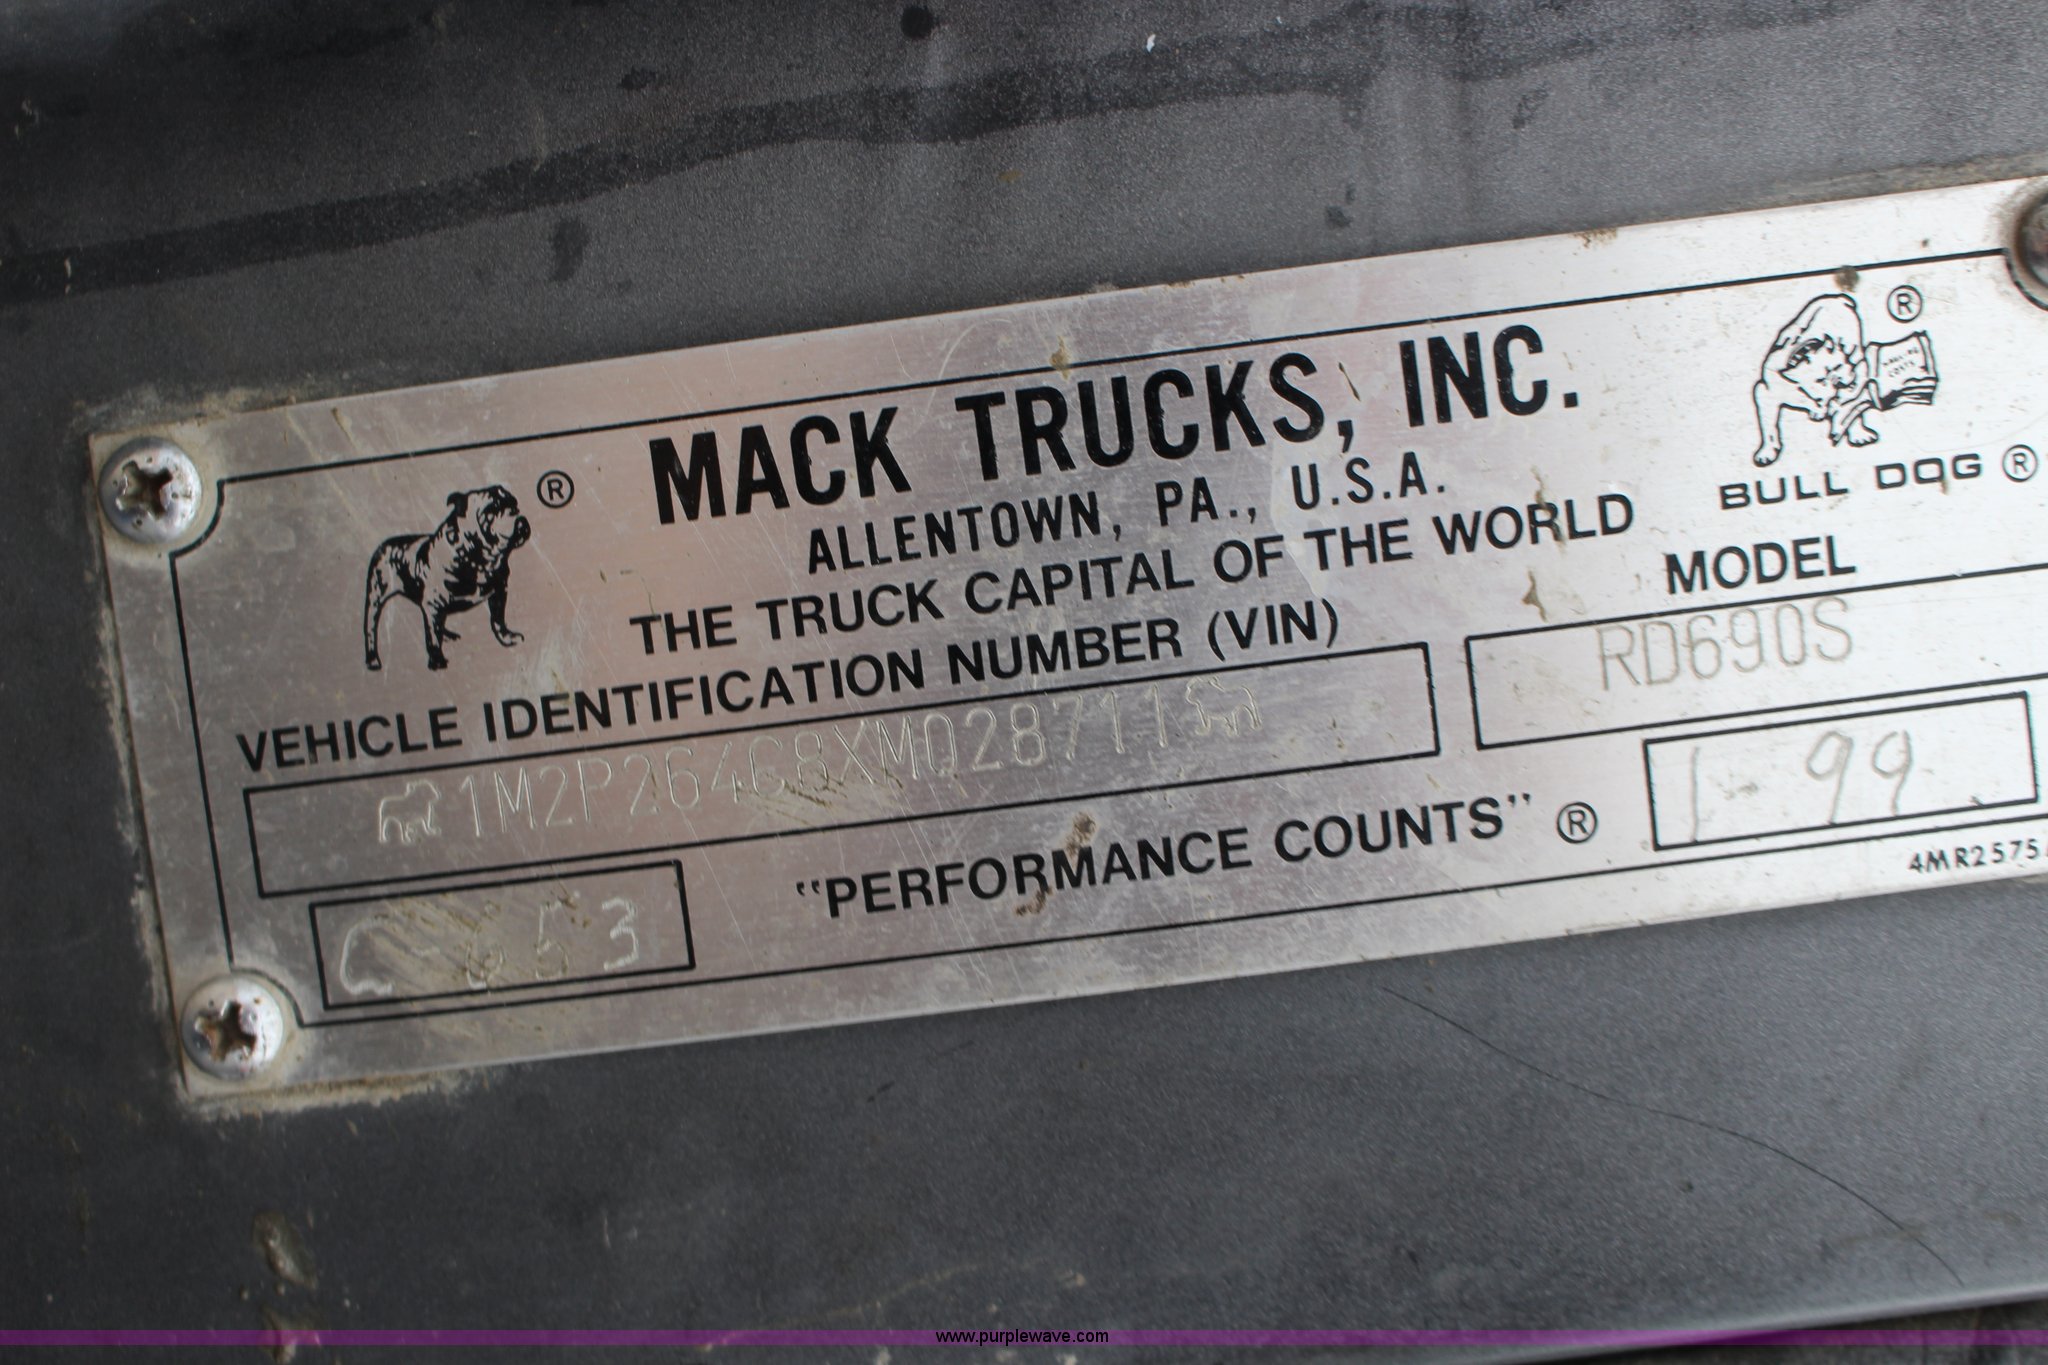 ®
MACK TRUCKS, INC.
ALLENTOWN, PA., U.S.A.
THE TRUCK CAPITAL OF THE WORLD
®
BULL DOG ®
VEHICLE IDENTIFICATION NUMBER (VIN)
1M2P264C8XM028711
MODEL
RD690S
"PERFORMANCE COUNTS" ®
1-99
4MR2575
www.purplewave.com